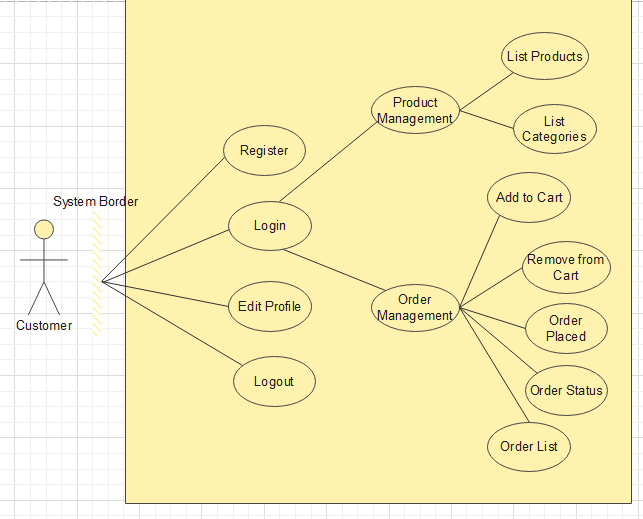 List Products
Product
Management
List
Categories
Register
System Border
Add to Cart
Login
Remove from
Cart
Edit Profile
Order
Management
Order
Placed
Customer
Logout
Order Status
Order List